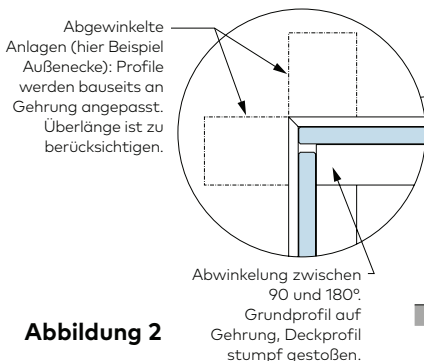 Abgewinkelte
Anlagen (hier Beispiel
Außenecke): Profile
werden bauseits an
Gehrung angepasst.
Überlänge ist zu
berücksichtigen.
Abwinkelung zwischen
90 und 180°.
Grundprofil auf
Gehrung, Deckprofil
stumpf gestoßen.
Abbildung 2